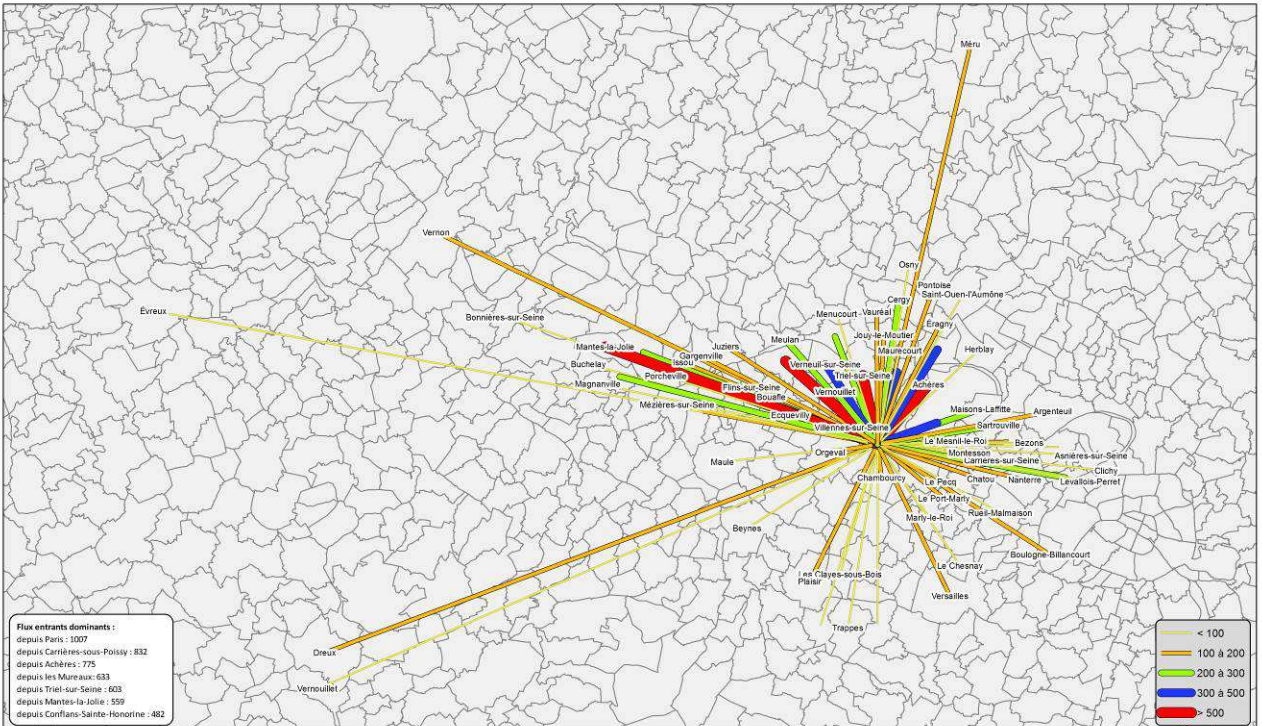 Méru
Vernon
Osny
Pontoise
Saint-Ouen-l'Aumône
Cergy
Évreux
Bonnières-sur-Seine
Menucourt
Vauréal
Éragny
Jouy-le-Moutier
Meulan
Mantes-la-Jolie
Juziers
Maurecourt
Herblay
Gargenville
Issou
Buchelay
Verneuil-sur-Seine
Porcheville
Triel-sur-Seine
Magnanville
Flins-sur-Seine
Vernouillet
Achères
Bouafle
Mézières-sur-Seine
Ecquevilly
Maisons-Laffitte
Argenteuil
Villennes-sur-Seine
Sartrouville
Le Mesnil-le-Roi
Bezons
Orgeval
Montesson
Asnières-sur-Seine
Maule
Carrières-sur-Seine
Clichy
Chambourcy
Le Pecq
Chatou
Nanterre
Levallois-Perret
Le Port-Marly
Rueil-Malmaison
Marly-le-Roi
Beynes
Boulogne-Billancourt
Le Chesnay
Les Clayes-sous-Bois
Plaisir
Versailles
Trappes
Dreux
Vernouillet
Flux entrants dominants :
depuis Paris : 1007
depuis Carrières-sous-Poissy : 832
depuis Achères : 775
depuis les Mureaux: 633
depuis Triel-sur-Seine : 603
depuis Mantes-la-Jolie : 559
depuis Conflans-Sainte-Honorine : 482
< 100
100 à 200
200 à 300
300 à 500
> 500